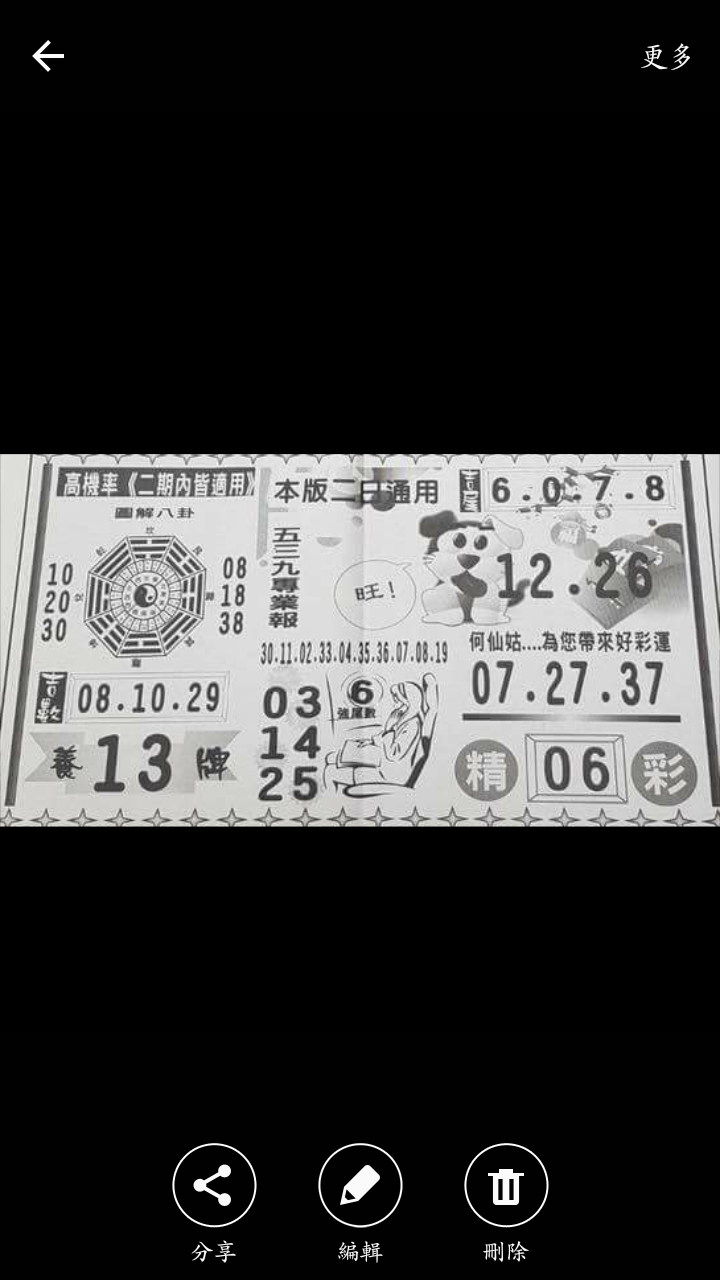 更多
高機率《二期內皆適用》
圖解八卦
10
20
30
08
18
38
吉數
08.10.29
養 13 牌
本版二日通用
五三九專業報
旺!
30.11.02.33.04.35.36.07.08.19
03
14
25
6
強尾數
吉尾
6.0.7.8
12.26
何仙姑....為您帶來好彩運
07.27.37
精 06 彩
分享
編輯
刪除